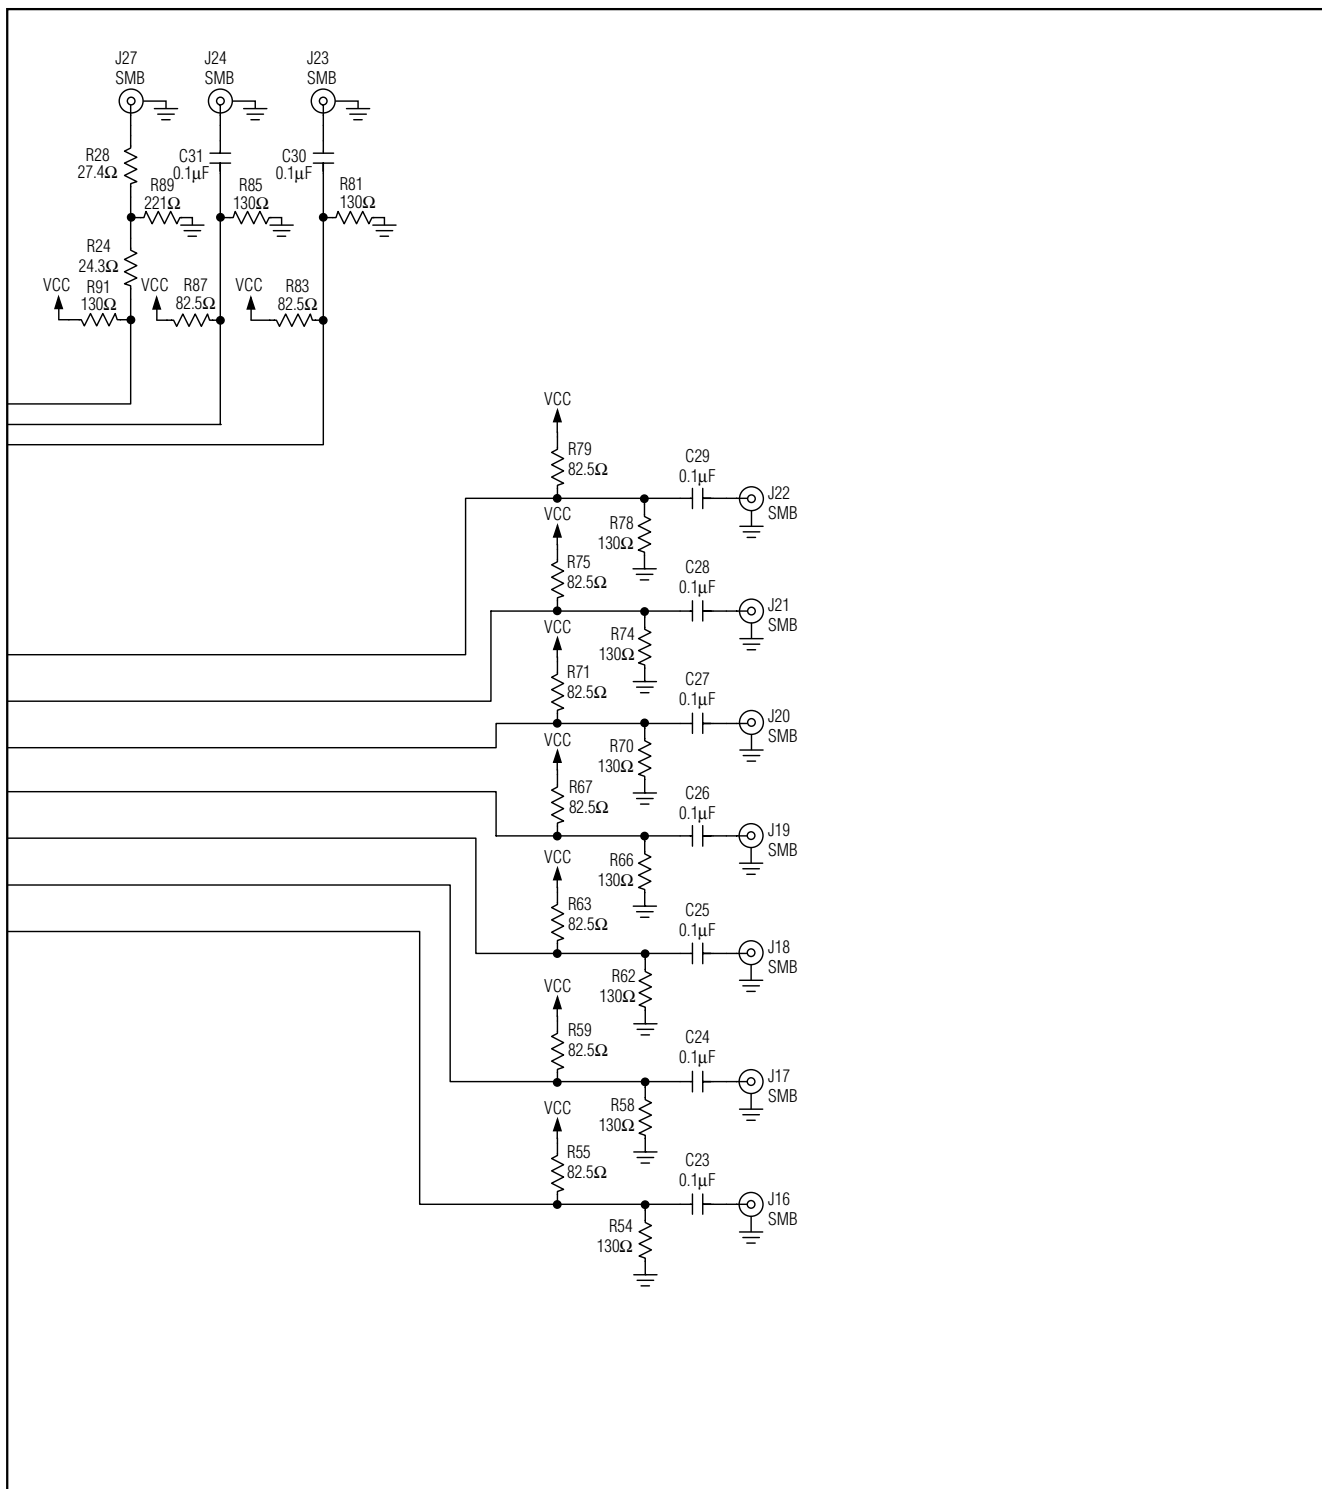 J27
SMB
J24
SMB
J23
SMB
R28
27.4Ω
C31
0.1µF
C30
0.1µF
R89
221Ω
R85
130Ω
R81
130Ω
R24
24.3Ω
VCC
R91
130Ω
VCC
R87
82.5Ω
VCC
R83
82.5Ω
VCC
R79
82.5Ω
C29
0.1µF
J22
SMB
R78
130Ω
VCC
R75
82.5Ω
C28
0.1µF
J21
SMB
R74
130Ω
VCC
R71
82.5Ω
C27
0.1µF
J20
SMB
R70
130Ω
VCC
R67
82.5Ω
C26
0.1µF
J19
SMB
R66
130Ω
VCC
R63
82.5Ω
C25
0.1µF
J18
SMB
R62
130Ω
VCC
R59
82.5Ω
C24
0.1µF
J17
SMB
R58
130Ω
VCC
R55
82.5Ω
C23
0.1µF
J16
SMB
R54
130Ω